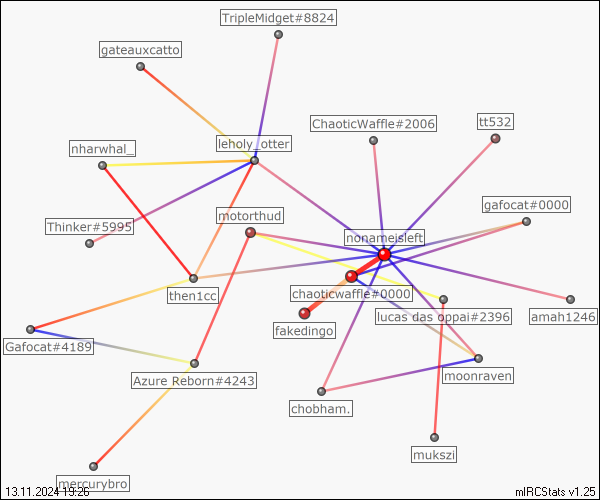 TripleMidget#8824
gateauxcatto
ChaoticWaffle#2006
tt532
leholy_otter
nharwhal_
gafocat#0000
motorthud
Thinker#5995
nonameisleft
chaoticwaffle#0000
then1cc
lucas das oppai#2396
amah1246
fakedingo
Gafocat#4189
moonraven
Azure Reborn#4243
chobham.
mukszi
mercurybro
13.11.2024 19:26
mIRCStats v1.25